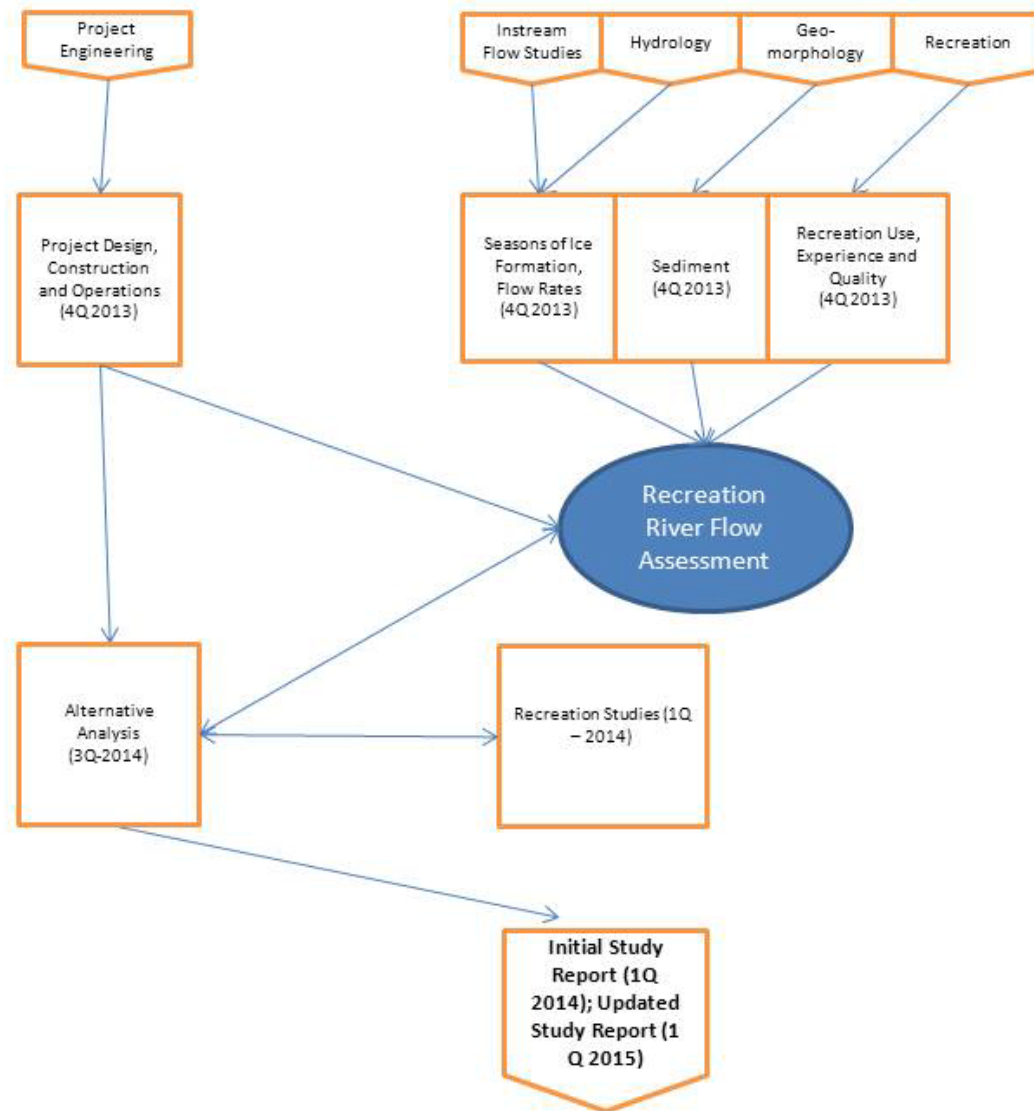 Project
Engineering
Instream
Flow Studies
Hydrology
Geo-
morphology
Recreation
Project Design,
Construction
and Operations
(4Q 2013)
Seasons of Ice
Formation,
Flow Rates
(4Q 2013)
Sediment
(4Q 2013)
Recreation Use,
Experience and
Quality
(4Q 2013)
Recreation
River Flow
Assessment
Alternative
Analysis
(3Q-2014)
Recreation Studies (1Q
– 2014)
Initial Study
Report (1Q
2014); Updated
Study Report (1
Q 2015)